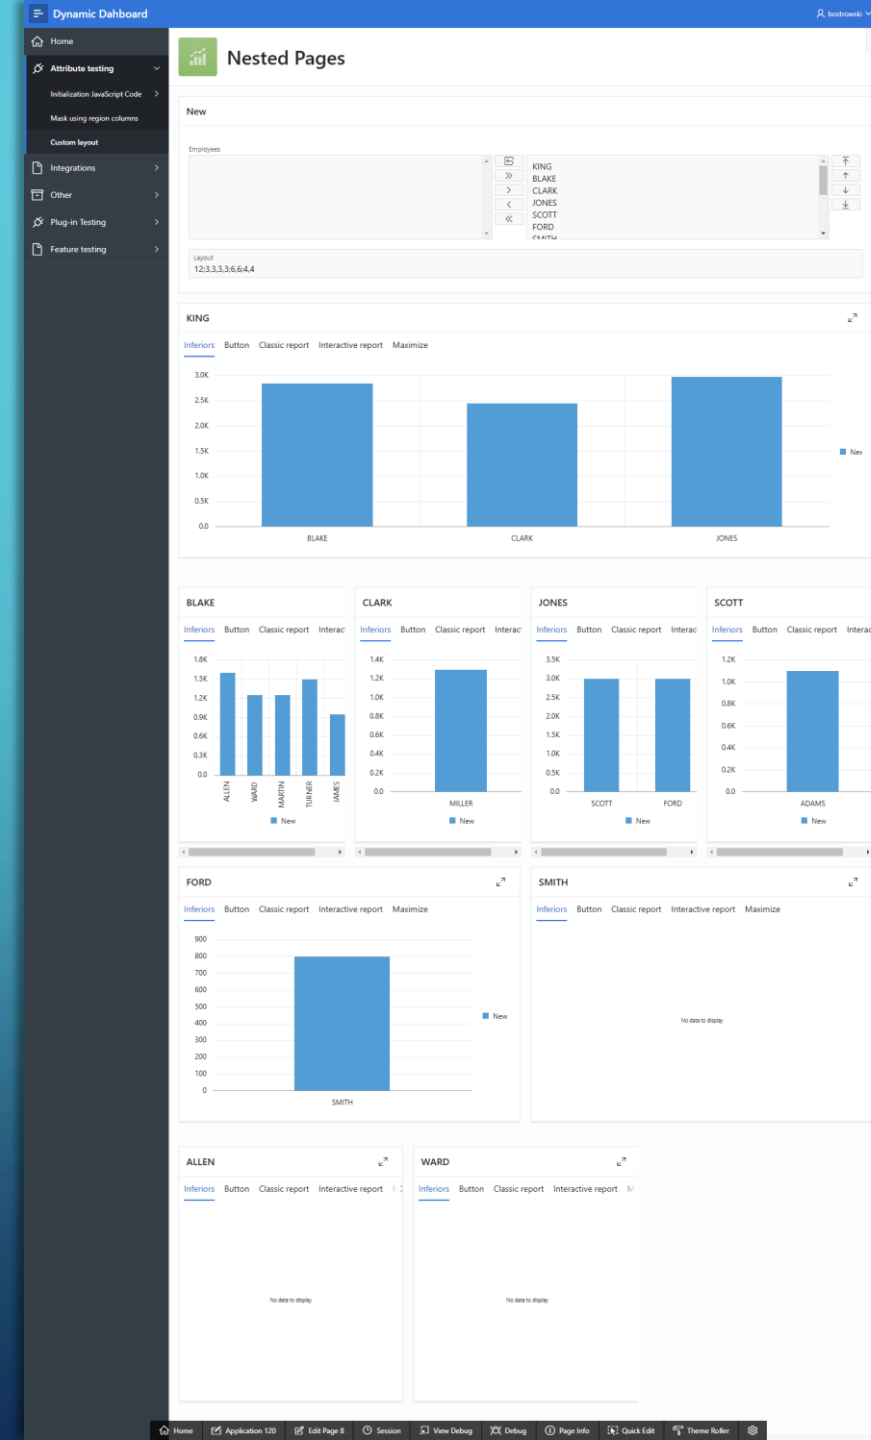 Dynamic Dahboard
bostrowski
Home
Attribute testing
Initialization JavaScript Code
Mask using region columns
Custom layout
Integrations
Other
Plug-in Testing
Feature testing
Nested Pages
New
Employees
KING
BLAKE
CLARK
JONES
SCOTT
FORD
SMITH
Layout
12;3,3,3,3;6,6;4,4
KING
Inferiors Button Classic report Interactive report Maximize
3.0K
2.5K
2.0K
1.5K
1.0K
0.5K
0.0
BLAKE CLARK JONES
New
BLAKE
Inferiors Button Classic report Interac
1.8K
1.5K
1.2K
0.9K
0.6K
0.3K
0.0
ALLEN WARD MARTIN TURNER JAMES
New
CLARK
Inferiors Button Classic report Interac
1.4K
1.2K
1.0K
0.8K
0.6K
0.4K
0.2K
0.0
MILLER
New
JONES
Inferiors Button Classic report Interac
3.5K
3.0K
2.5K
2.0K
1.5K
1.0K
0.5K
0.0
SCOTT FORD
New
SCOTT
Inferiors Button Classic report Interac
1.2K
1.0K
0.8K
0.6K
0.4K
0.2K
0.0
ADAMS
New
FORD
Inferiors Button Classic report Interactive report Maximize
900
800
700
600
500
400
300
200
100
0
SMITH
New
SMITH
Inferiors Button Classic report Interactive report Maximize
No data to display
ALLEN
Inferiors Button Classic report Interactive report
No data to display
WARD
Inferiors Button Classic report Interactive report M
No data to display
Home Application 120 Edit Page 8 Session View Debug Debug Page Info Quick Edit Theme Roller